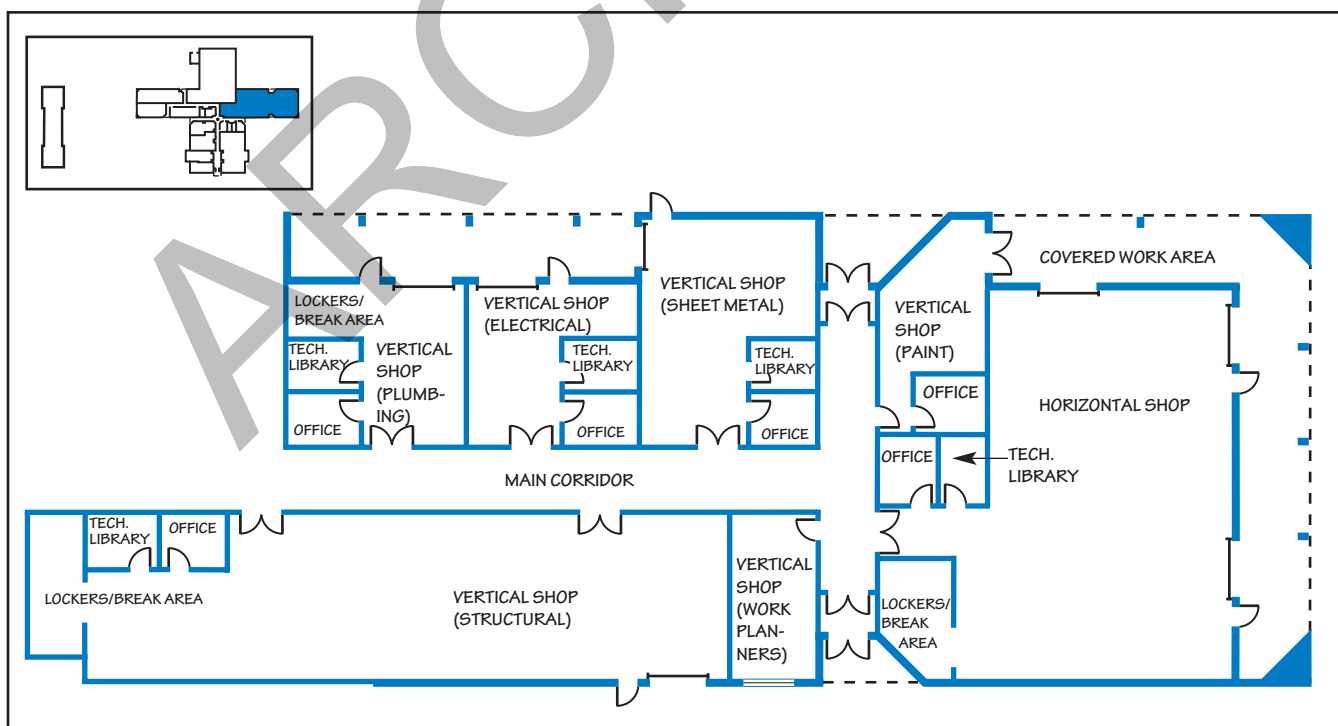 ARC
COVERED WORK AREA
VERTICAL SHOP
(SHEET METAL)
LOCKERS/
BREAK AREA
VERTICAL SHOP
(ELECTRICAL)
VERTICAL
SHOP
(PAINT)
VERTICAL
SHOP
(PLUMB-
ING)
TECH.
LIBRARY
TECH.
LIBRARY
TECH.
LIBRARY
OFFICE
HORIZONTAL SHOP
OFFICE
OFFICE
OFFICE
OFFICE
TECH.
LIBRARY
MAIN CORRIDOR
TECH.
LIBRARY
OFFICE
LOCKERS/BREAK AREA
VERTICAL SHOP
(STRUCTURAL)
VERTICAL
SHOP
(WORK
PLAN-
NERS)
LOCKERS/
BREAK
AREA